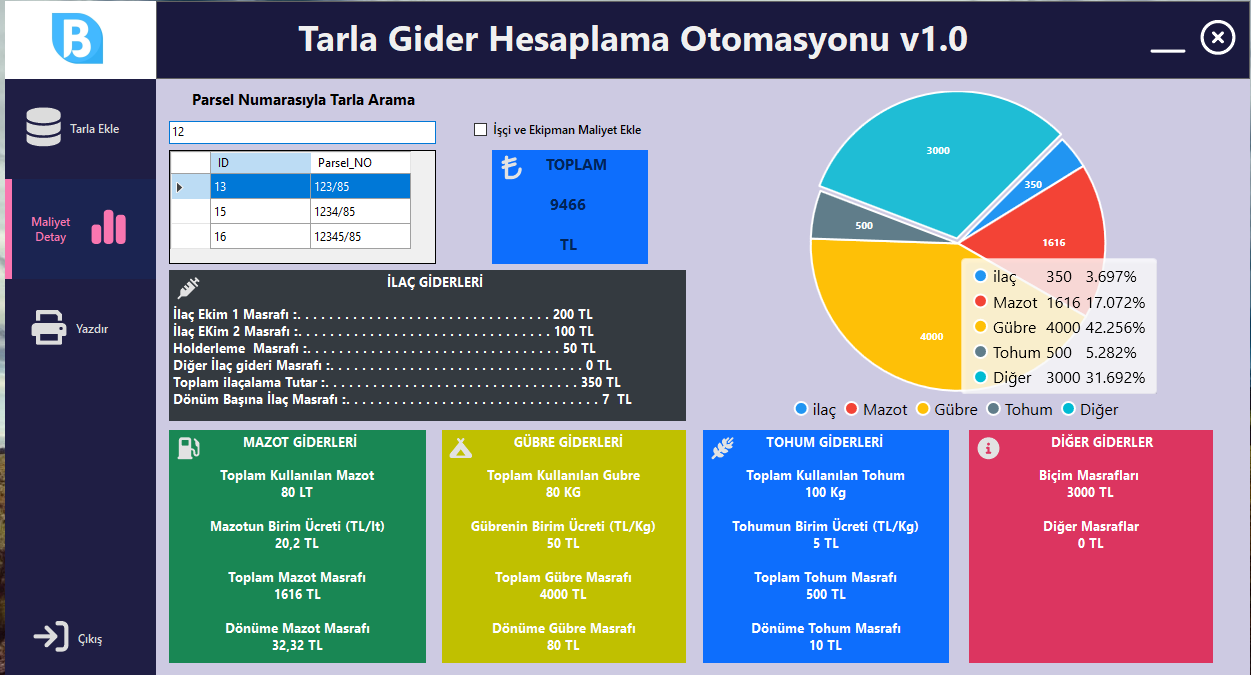 B
Tarla Gider Hesaplama Otomasyonu v1.0
Tarla Ekle
Maliyet
Detay
Yazdır
Çıkış
Parsel Numarasıyla Tarla Arama
12
İşçi ve Ekipman Maliyet Ekle
ID Parsel_NO
13 123/85
15 1234/85
16 12345/85
TOPLAM
9466
TL
3000
350
500
1616
4000
ilaç 350 3.697%
Mazot 1616 17.072%
Gübre 4000 42.256%
Tohum 500 5.282%
Diğer 3000 31.692%
ilaç Mazot Gübre Tohum Diğer
İLAÇ GİDERLERİ
İlaç Ekim 1 Masrafı :. . . . . . . . . . . . . . . . . . . . . . . . . . . . . . 200 TL
İlaç EKim 2 Masrafı :. . . . . . . . . . . . . . . . . . . . . . . . . . . . . . 100 TL
Holderleme Masrafı :. . . . . . . . . . . . . . . . . . . . . . . . . . . . . . 50 TL
Diğer İlaç gideri Masrafı :. . . . . . . . . . . . . . . . . . . . . . . . . . . . . . 0 TL
Toplam ilaçalama Tutar :. . . . . . . . . . . . . . . . . . . . . . . . . . . . . . 350 TL
Dönüm Başına İlaç Masrafı :. . . . . . . . . . . . . . . . . . . . . . . . . . . . . . 7 TL
MAZOT GİDERLERİ
Toplam Kullanılan Mazot
80 LT
Mazotun Birim Ücreti (TL/lt)
20,2 TL
Toplam Mazot Masrafı
1616 TL
Dönüme Mazot Masrafı
32,32 TL
GÜBRE GİDERLERİ
Toplam Kullanılan Gubre
80 KG
Gübrenin Birim Ücreti (TL/Kg)
50 TL
Toplam Gübre Masrafı
4000 TL
Dönüme Gübre Masrafı
80 TL
TOHUM GİDERLERİ
Toplam Kullanılan Tohum
100 Kg
Tohumun Birim Ücreti (TL/Kg)
5 TL
Toplam Tohum Masrafı
500 TL
Dönüme Tohum Masrafı
10 TL
DİĞER GİDERLER
Biçim Masrafları
3000 TL
Diğer Masraflar
0 TL